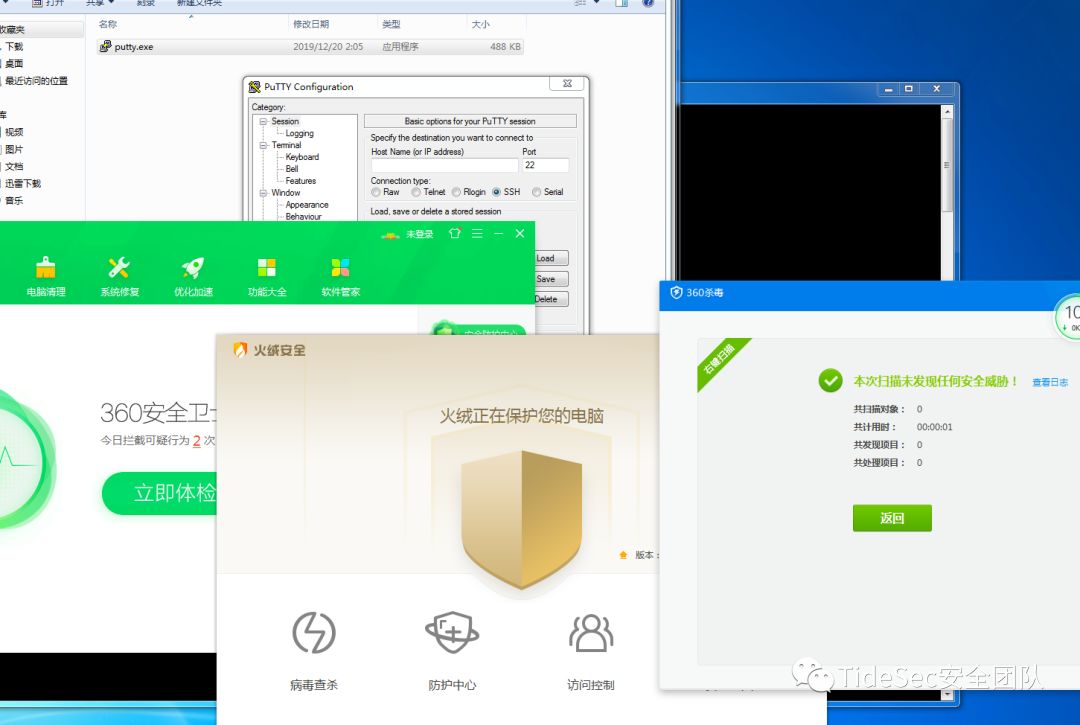 打开 共享 刻录 新建文件夹
收藏夹
下载
桌面
最近访问的位置
库
视频
图片
文档
迅雷下载
音乐
名称 修改日期 类型 大小
putty.exe 2019/12/20 2:05 应用程序 488 KB
PuTTY Configuration
Category:
Session
Logging
Terminal
Keyboard
Bell
Features
Window
Appearance
Behaviour
Basic options for your PuTTY session
Specify the destination you want to connect to
Host Name (or IP address) Port
22
Connection type:
Raw Telnet Rlogin SSH Serial
Load, save or delete a stored session
Load
Save
Delete
未登录
电脑清理 系统修复 优化加速 功能大全 软件管家
安全防护中心
360安全卫士
今日拦截可疑行为 2 次
立即体检
火绒安全
火绒正在保护您的电脑
版本：
病毒查杀 防护中心 访问控制
360杀毒
右键扫描
本次扫描未发现任何安全威胁！ 查看日志
共扫描对象： 0
共计用时： 00:00:01
共发现项目： 0
共处理项目： 0
返回
10
0K
TideSec安全团队